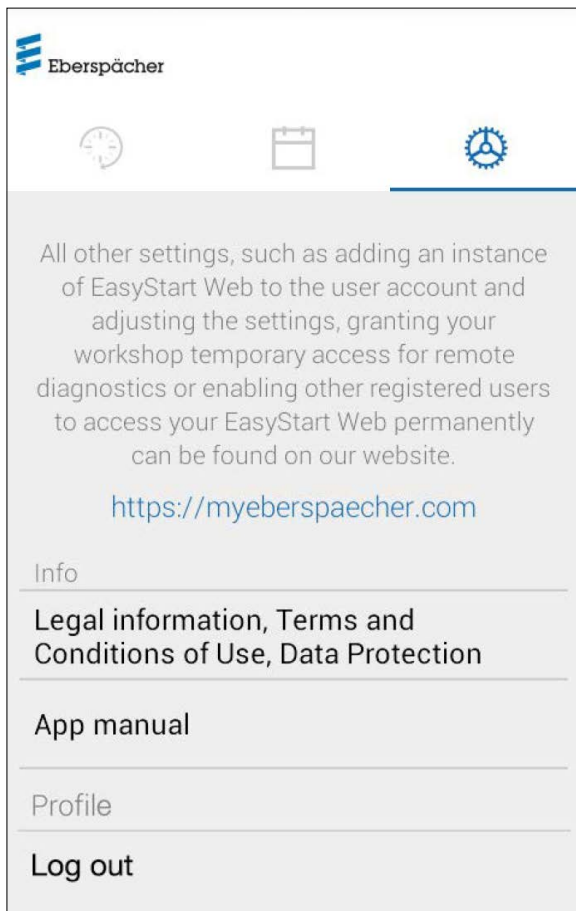 Eberspächer
All other settings, such as adding an instance
of EasyStart Web to the user account and
adjusting the settings, granting your
workshop temporary access for remote
diagnostics or enabling other registered users
to access your EasyStart Web permanently
can be found on our website.
https://myeberspaecher.com
Info
Legal information, Terms and
Conditions of Use, Data Protection
App manual
Profile
Log out